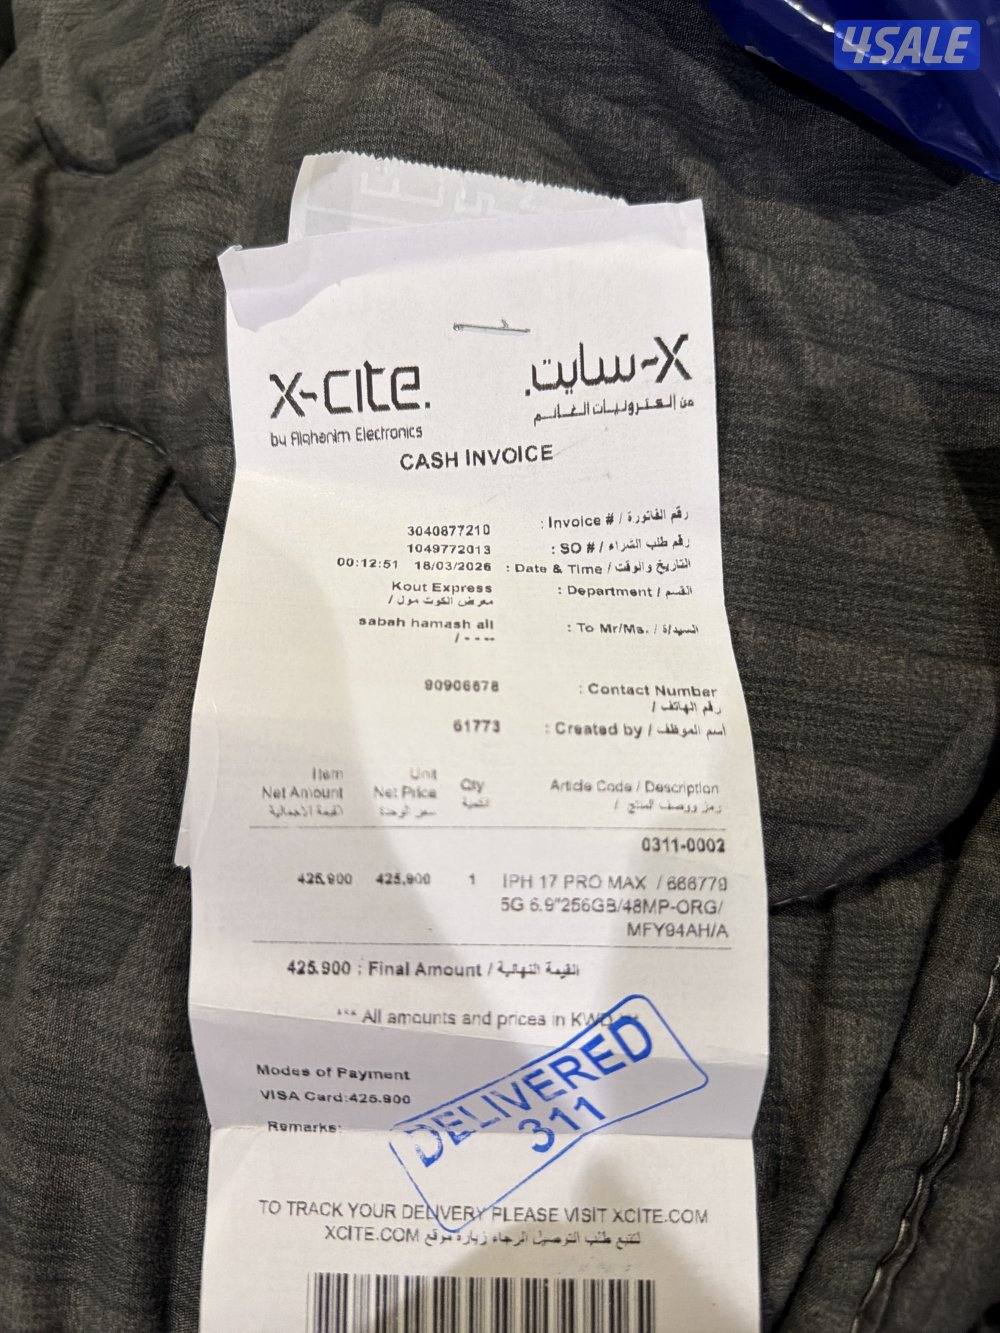 4SALE
x-cite. X-سايت.
by Alghanim Electronics من إلكترونيات الغانم
CASH INVOICE
3040877210 : Invoice # / رقم الفاتورة
1049772013 : SO # / رقم طلب الشراء
00:12:51 18/03/2026 : Date & Time / التاريخ والوقت
Kout Express : Department / القسم
معرض الكوت مول /
sabah hamash ali : To Mr/Ms. / السيد/ة
/ ----
90906678 : Contact Number
رقم الهاتف /
61773 : Created by / اسم الموظف
Item Unit Qty Article Code / Description
Net Amount Net Price الكمية رمز ووصف المنتج /
القيمة الاجمالية سعر الوحدة
0311-0002
425.900 425.900 1 IPH 17 PRO MAX / 666779
5G 6.9"256GB/48MP-ORG/
MFY94AH/A
425.900 : Final Amount / القيمة النهائية
*** All amounts and prices in KWD ***
Modes of Payment
VISA Card:425.900
Remarks:
DELIVERED
311
TO TRACK YOUR DELIVERY PLEASE VISIT XCITE.COM
لتتبع طلب التوصيل الرجاء زيارة موقع XCITE.COM